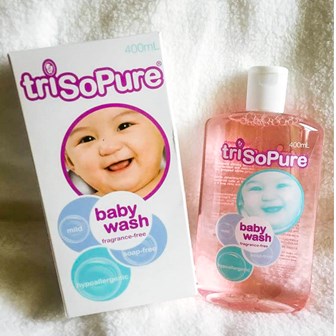 400mL
triSoPure®
baby
wash
fragrance-free
mild
soap-free
hypoallergenic
400mL
triSoPure
baby
wash
fragrance-free